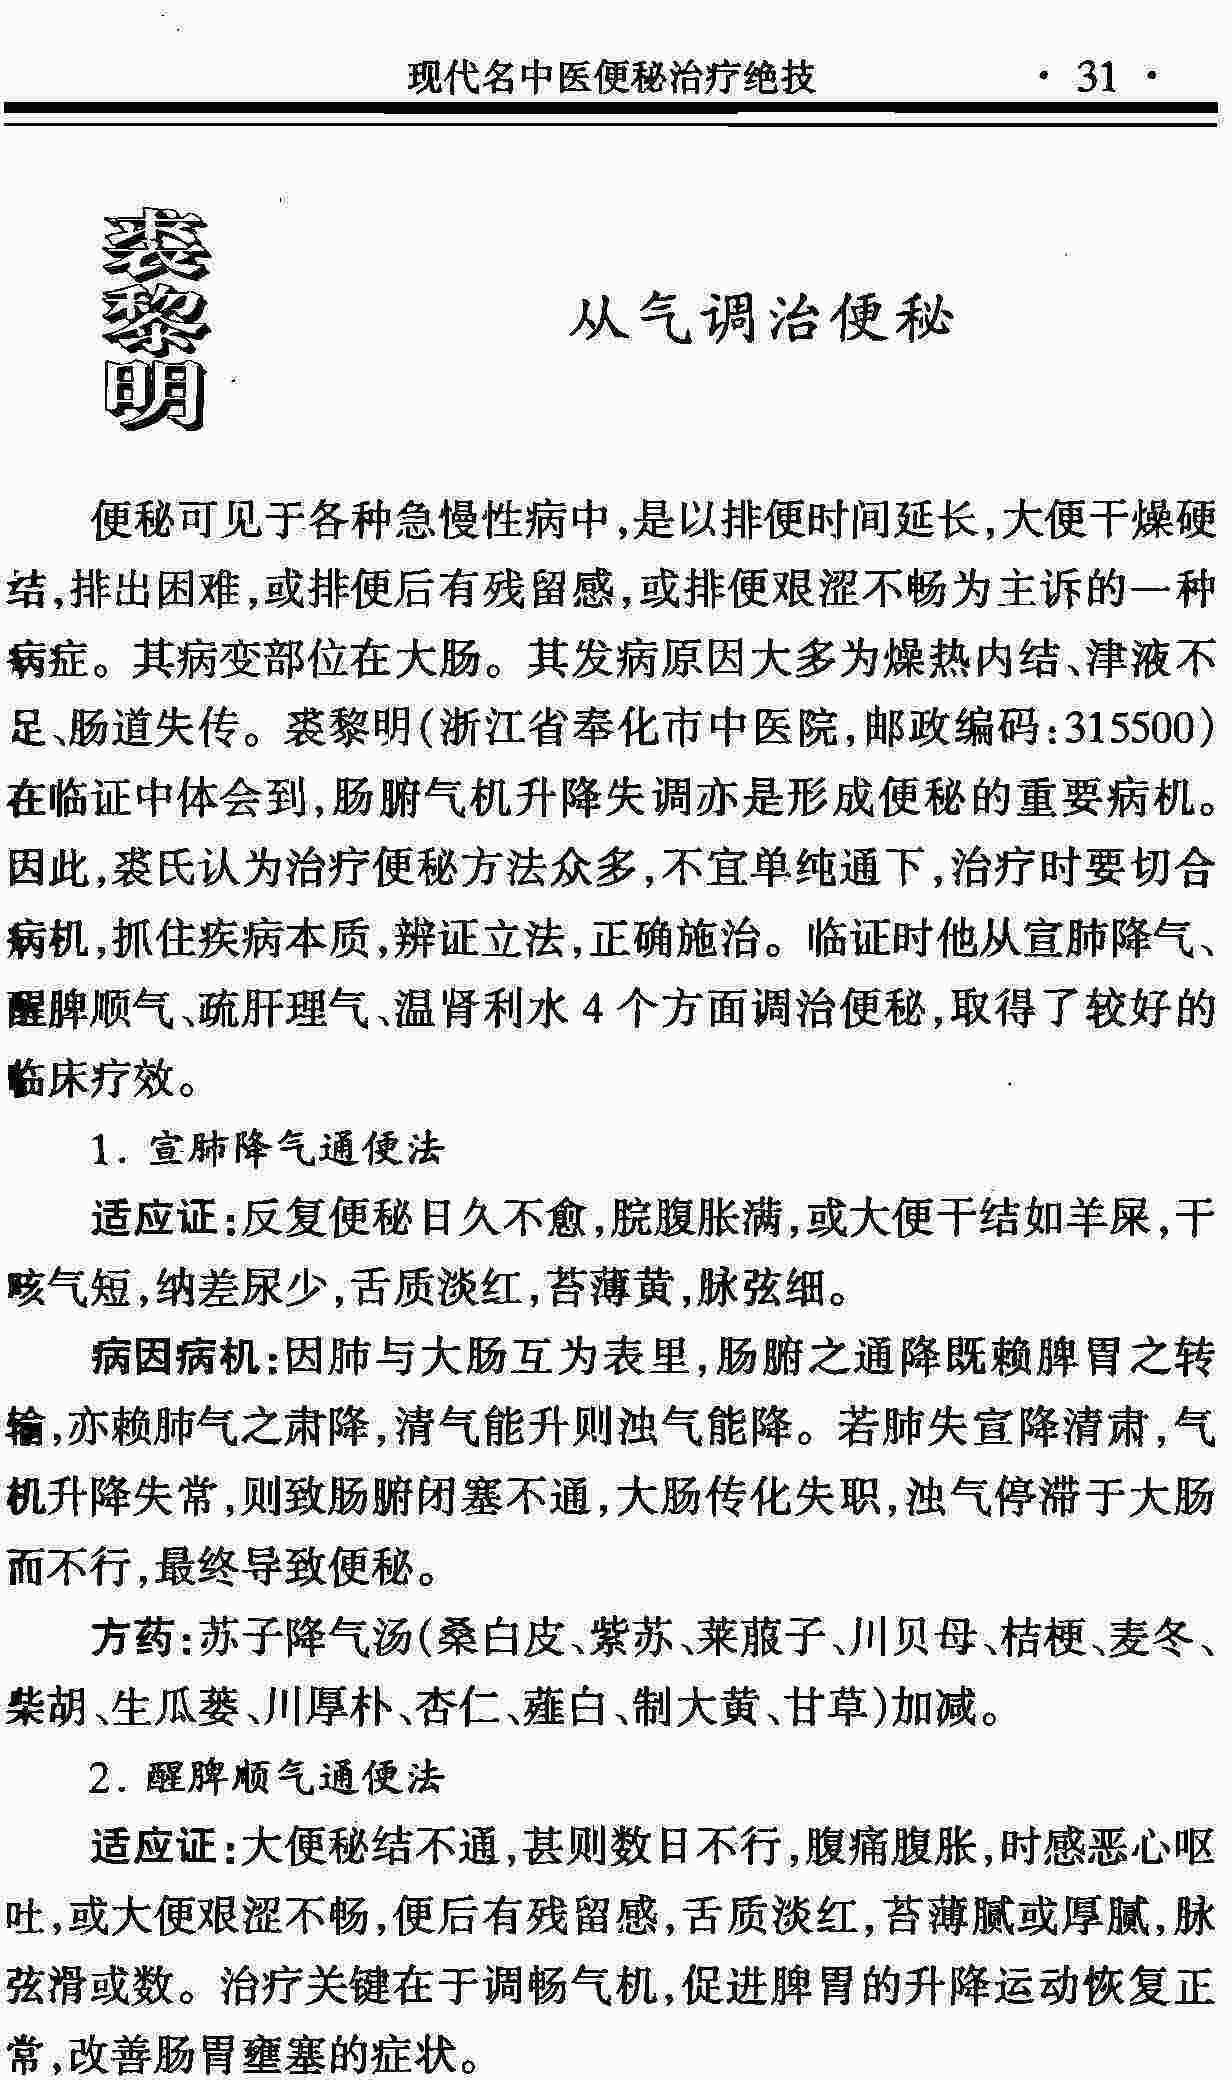 现代名中医便秘治疗绝技
· 31 ·
裘黎明
从气调治便秘
便秘可见于各种急慢性病中,是以排便时间延长,大便干燥硬
结,排出困难,或排便后有残留感,或排便艰涩不畅为主诉的一种
病症。其病变部位在大肠。其发病原因大多为燥热内结、津液不
足、肠道失传。裘黎明(浙江省奉化市中医院,邮政编码:315500)
在临证中体会到,肠腑气机升降失调亦是形成便秘的重要病机。
因此,裘氏认为治疗便秘方法众多,不宜单纯通下,治疗时要切合
病机,抓住疾病本质,辨证立法,正确施治。临证时他从宣肺降气、
醒脾顺气、疏肝理气、温肾利水 4 个方面调治便秘,取得了较好的
临床疗效。
1. 宣肺降气通便法
适应证:反复便秘日久不愈,脘腹胀满,或大便干结如羊屎,干
咳气短,纳差尿少,舌质淡红,苔薄黄,脉弦细。
病因病机:因肺与大肠互为表里,肠腑之通降既赖脾胃之转
输,亦赖肺气之肃降,清气能升则浊气能降。若肺失宣降清肃,气
机升降失常,则致肠腑闭塞不通,大肠传化失职,浊气停滞于大肠
而不行,最终导致便秘。
方药:苏子降气汤(桑白皮、紫苏、莱菔子、川贝母、桔梗、麦冬、
柴胡、生瓜蒌、川厚朴、杏仁、薤白、制大黄、甘草)加减。
2. 醒脾顺气通便法
适应证:大便秘结不通,甚则数日不行,腹痛腹胀,时感恶心呕
吐,或大便艰涩不畅,便后有残留感,舌质淡红,苔薄腻或厚腻,脉
弦滑或数。治疗关键在于调畅气机,促进脾胃的升降运动恢复正
常,改善肠胃壅塞的症状。